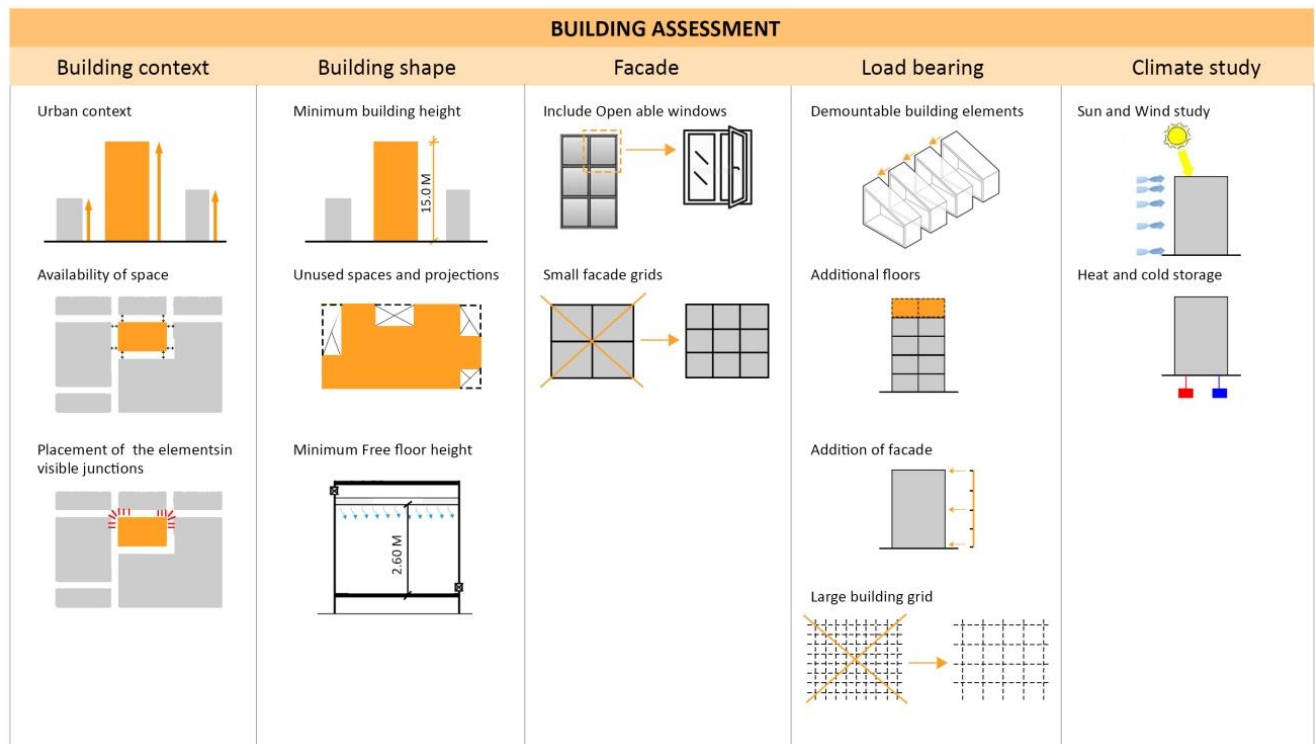 BUILDING ASSESSMENT
Building context
Urban context
Availability of space
Placement of the elementsin
visible junctions
Building shape
Minimum building height
15.0 M
Unused spaces and projections
Minimum Free floor height
2.60 M
Facade
Include Open able windows
Small facade grids
Load bearing
Demountable building elements
Additional floors
Addition of facade
Large building grid
Climate study
Sun and Wind study
Heat and cold storage